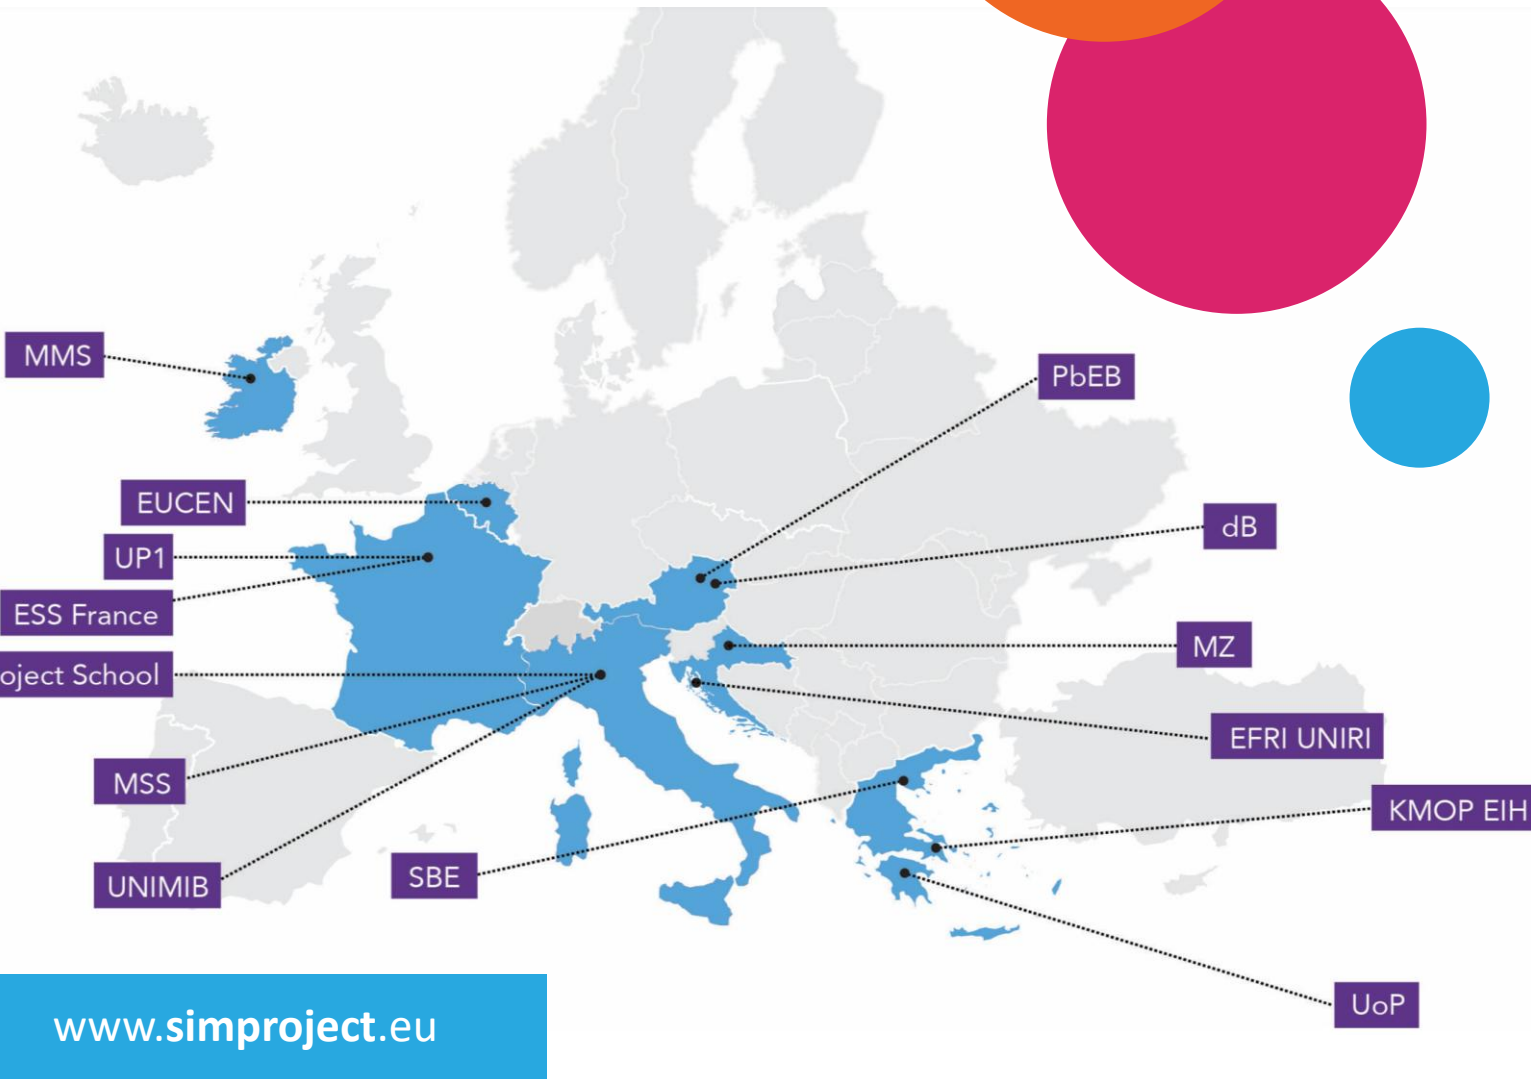 MMS
PbEB
EUCEN
dB
UP1
ESS France
MZ
oject School
EFRI UNIRI
MSS
KMOP EIH
SBE
UNIMIB
UoP
www.simproject.eu